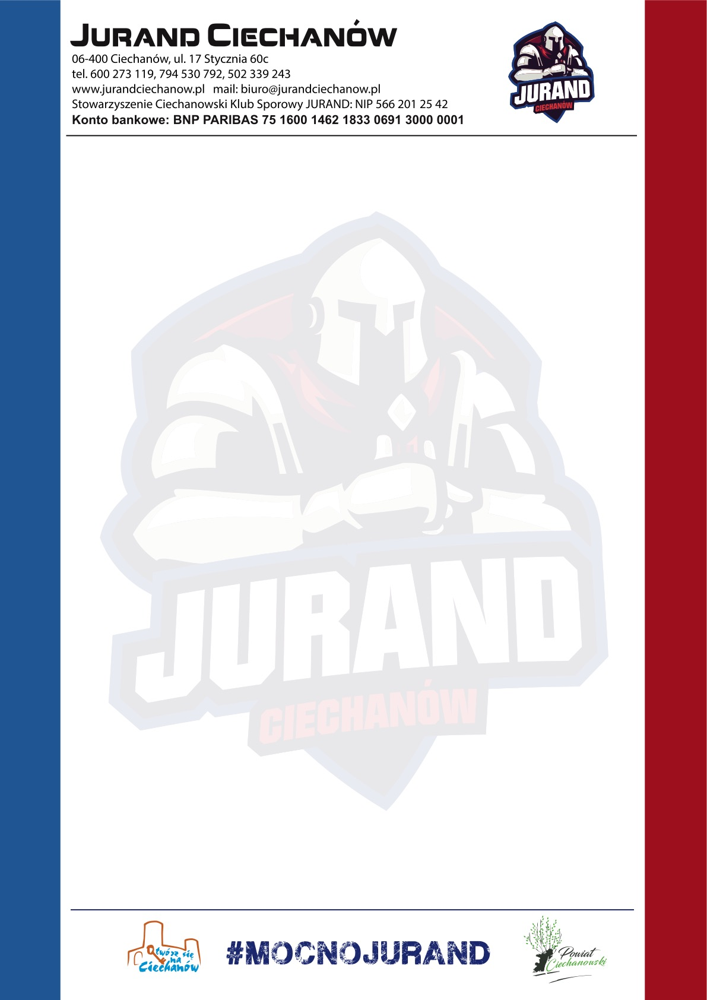 JURAND CIECHANÓW
06-400 Ciechanów, ul. 17 Stycznia 60c
tel. 600 273 119, 794 530 792, 502 339 243
www.jurandciechanow.pl mail: biuro@jurandciechanow.pl
Stowarzyszenie Ciechanowski Klub Sporowy JURAND: NIP 566 201 25 42
Konto bankowe: BNP PARIBAS 75 1600 1462 1833 0691 3000 0001
JURAND
CIECHANÓW
JURAND
CIECHANÓW
Otwórz się
na
Ciechanów
#MOCNOJURAND
Powiat
Ciechanowski